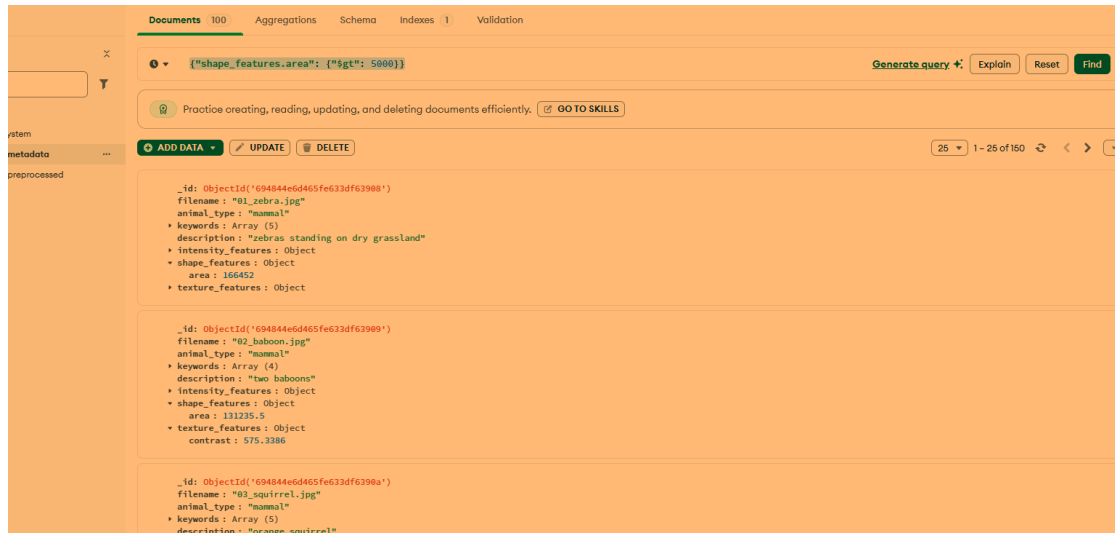 Documents 100 Aggregations Schema Indexes 1 Validation
{"shape_features.area": {"$gt": 5000}}
Generate query Explain Reset Find
Practice creating, reading, updating, and deleting documents efficiently. GO TO SKILLS
ystem
metadata ...
preprocessed
ADD DATA UPDATE DELETE
25 1 – 25 of 150
_id: ObjectId('694844e6d465fe633df63908')
filename : "01_zebra.jpg"
animal_type : "mammal"
keywords : Array (5)
description : "zebras standing on dry grassland"
intensity_features : Object
shape_features : Object
area : 166452
texture_features : Object
_id: ObjectId('694844e6d465fe633df63909')
filename : "02_baboon.jpg"
animal_type : "mammal"
keywords : Array (4)
description : "two baboons"
intensity_features : Object
shape_features : Object
area : 131235.5
texture_features : Object
contrast : 575.3386
_id: ObjectId('694844e6d465fe633df6390a')
filename : "03_squirrel.jpg"
animal_type : "mammal"
keywords : Array (5)
description : "orange squirrel"